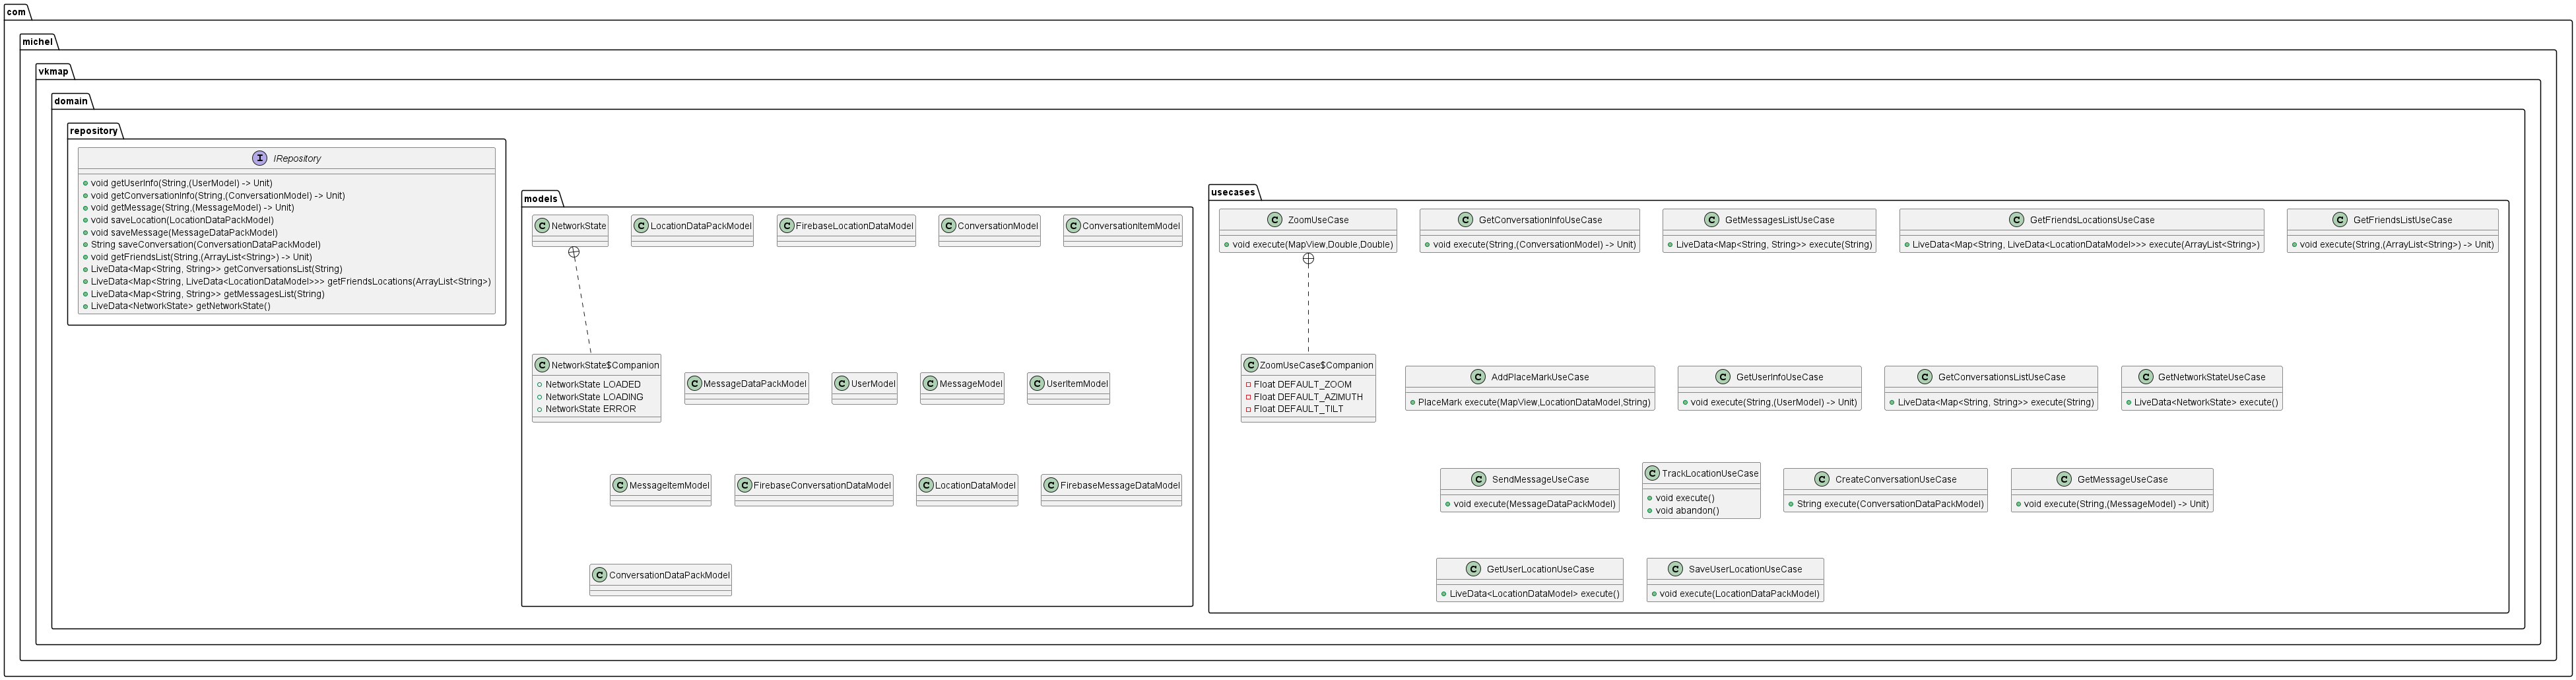 com
michel
vkmap
domain
repository
I IRepository
void getUserInfo(String,(UserModel) -> Unit)
void getConversationInfo(String,(ConversationModel) -> Unit)
void getMessage(String,(MessageModel) -> Unit)
void saveLocation(LocationDataPackModel)
void saveMessage(MessageDataPackModel)
String saveConversation(ConversationDataPackModel)
void getFriendsList(String,(ArrayList<String>) -> Unit)
LiveData<Map<String, String>> getConversationsList(String)
LiveData<Map<String, LiveData<LocationDataModel>>> getFriendsLocations(ArrayList<String>)
LiveData<Map<String, String>> getMessagesList(String)
LiveData<NetworkState> getNetworkState()
models
C NetworkState
C LocationDataPackModel
C FirebaseLocationDataModel
C ConversationModel
C ConversationItemModel
C NetworkState$Companion
NetworkState LOADED
NetworkState LOADING
NetworkState ERROR
C MessageDataPackModel
C UserModel
C MessageModel
C UserItemModel
C MessageItemModel
C FirebaseConversationDataModel
C LocationDataModel
C FirebaseMessageDataModel
C ConversationDataPackModel
usecases
C ZoomUseCase
void execute(MapView,Double,Double)
C GetConversationInfoUseCase
void execute(String,(ConversationModel) -> Unit)
C GetMessagesListUseCase
LiveData<Map<String, String>> execute(String)
C GetFriendsLocationsUseCase
LiveData<Map<String, LiveData<LocationDataModel>>> execute(ArrayList<String>)
C GetFriendsListUseCase
void execute(String,(ArrayList<String>) -> Unit)
C ZoomUseCase$Companion
Float DEFAULT_ZOOM
Float DEFAULT_AZIMUTH
Float DEFAULT_TILT
C AddPlaceMarkUseCase
PlaceMark execute(MapView,LocationDataModel,String)
C GetUserInfoUseCase
void execute(String,(UserModel) -> Unit)
C GetConversationsListUseCase
LiveData<Map<String, String>> execute(String)
C GetNetworkStateUseCase
LiveData<NetworkState> execute()
C SendMessageUseCase
void execute(MessageDataPackModel)
C TrackLocationUseCase
void execute()
void abandon()
C CreateConversationUseCase
String execute(ConversationDataPackModel)
C GetMessageUseCase
void execute(String,(MessageModel) -> Unit)
C GetUserLocationUseCase
LiveData<LocationDataModel> execute()
C SaveUserLocationUseCase
void execute(LocationDataPackModel)